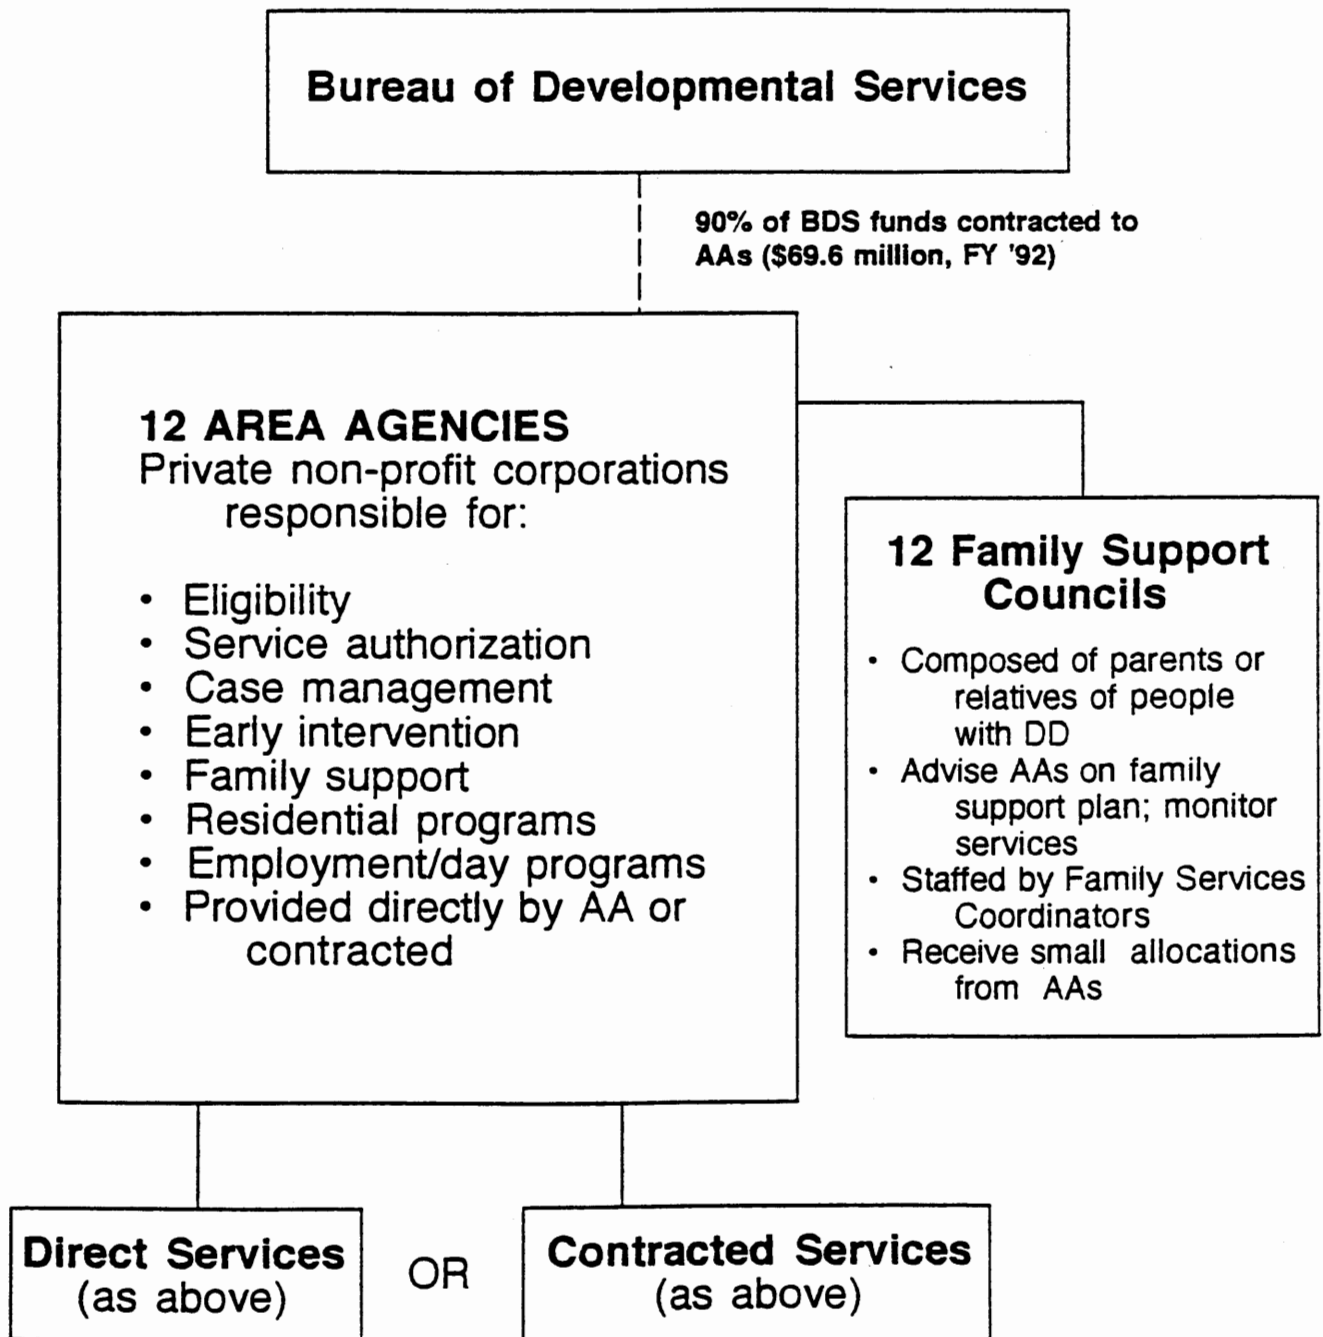 Bureau of Developmental Services
90% of BDS funds contracted to
AAs ($69.6 million, FY '92)
12 AREA AGENCIES
Private non-profit corporations
responsible for:
• Eligibility
• Service authorization
• Case management
• Early intervention
• Family support
• Residential programs
• Employment/day programs
• Provided directly by AA or
contracted
12 Family Support
Councils
• Composed of parents or
relatives of people
with DD
• Advise AAs on family
support plan; monitor
services
• Staffed by Family Services
Coordinators
• Receive small allocations
from AAs
Direct Services
(as above)
OR
Contracted Services
(as above)